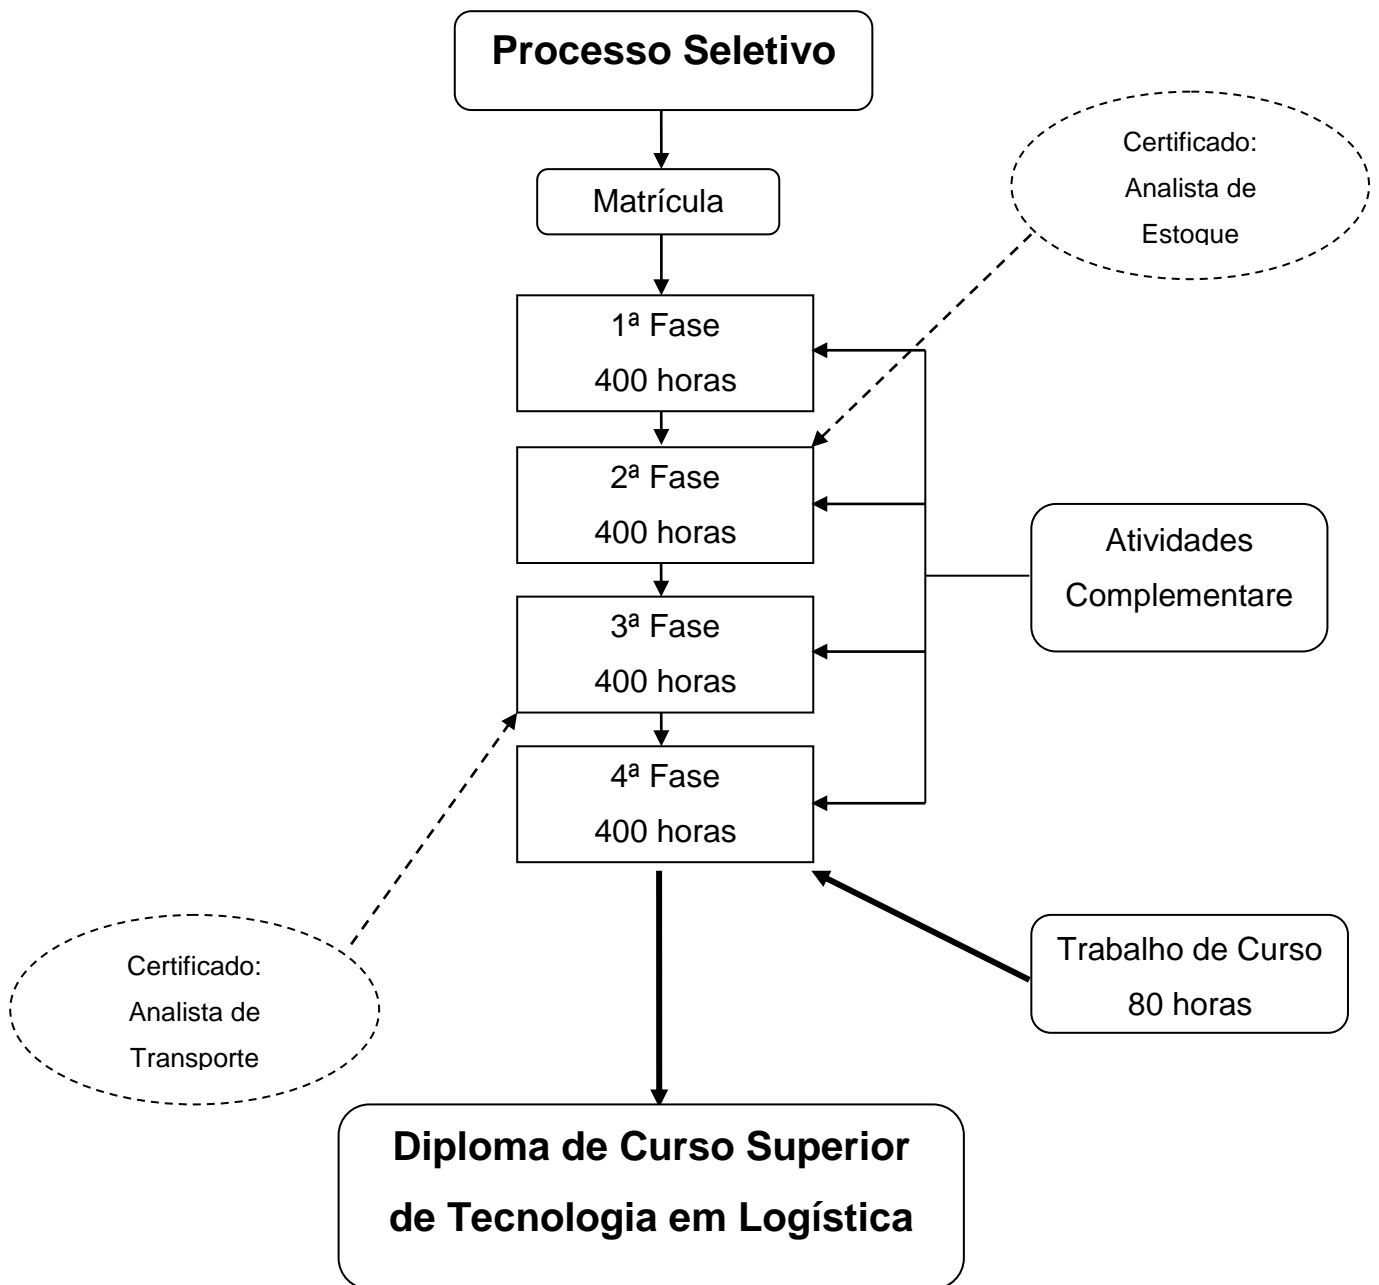 Processo Seletivo
Certificado:
Analista de
Estoque
Matrícula
1ª Fase
400 horas
2ª Fase
400 horas
Atividades
Complementare
3ª Fase
400 horas
4ª Fase
400 horas
Trabalho de Curso
80 horas
Certificado:
Analista de
Transporte
Diploma de Curso Superior
de Tecnologia em Logística